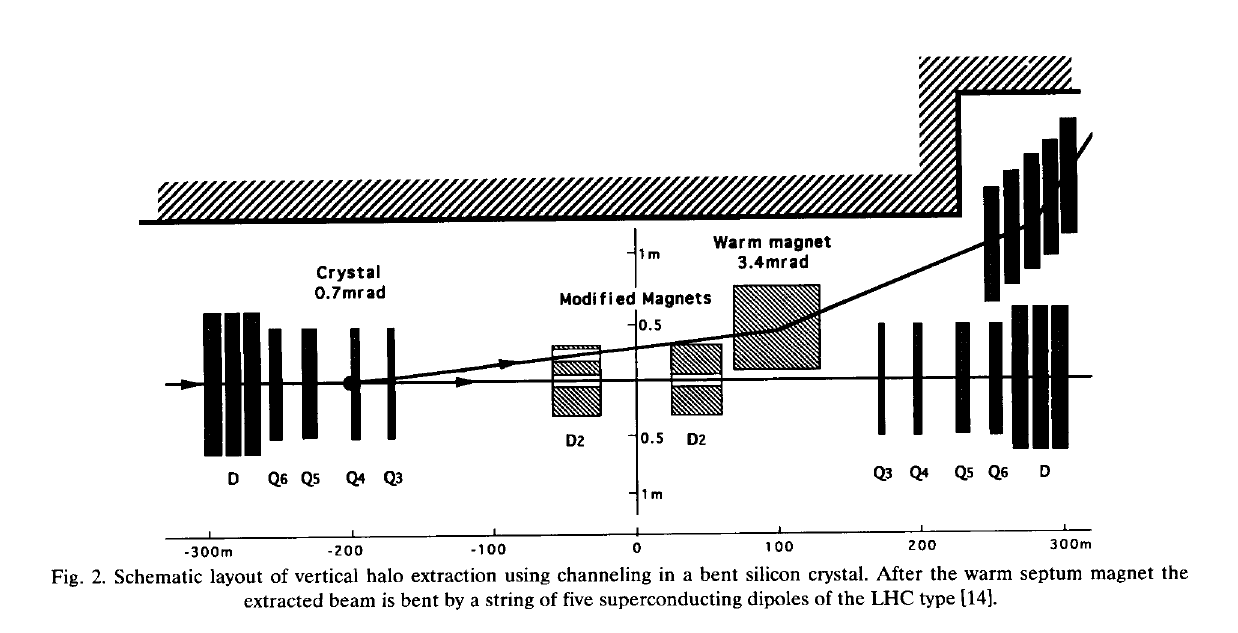 1m
Warm magnet
3.4mrad
Crystal
0.7mrad
Modified Magnets
0.5
D2
0.5
D2
D
Q6
Q5
Q4
Q3
Q3
Q4
Q5
Q6
D
1m
-300m
-200
-100
0
100
200
300m
Fig. 2. Schematic layout of vertical halo extraction using channeling in a bent silicon crystal. After the warm septum magnet the
extracted beam is bent by a string of five superconducting dipoles of the LHC type [14].